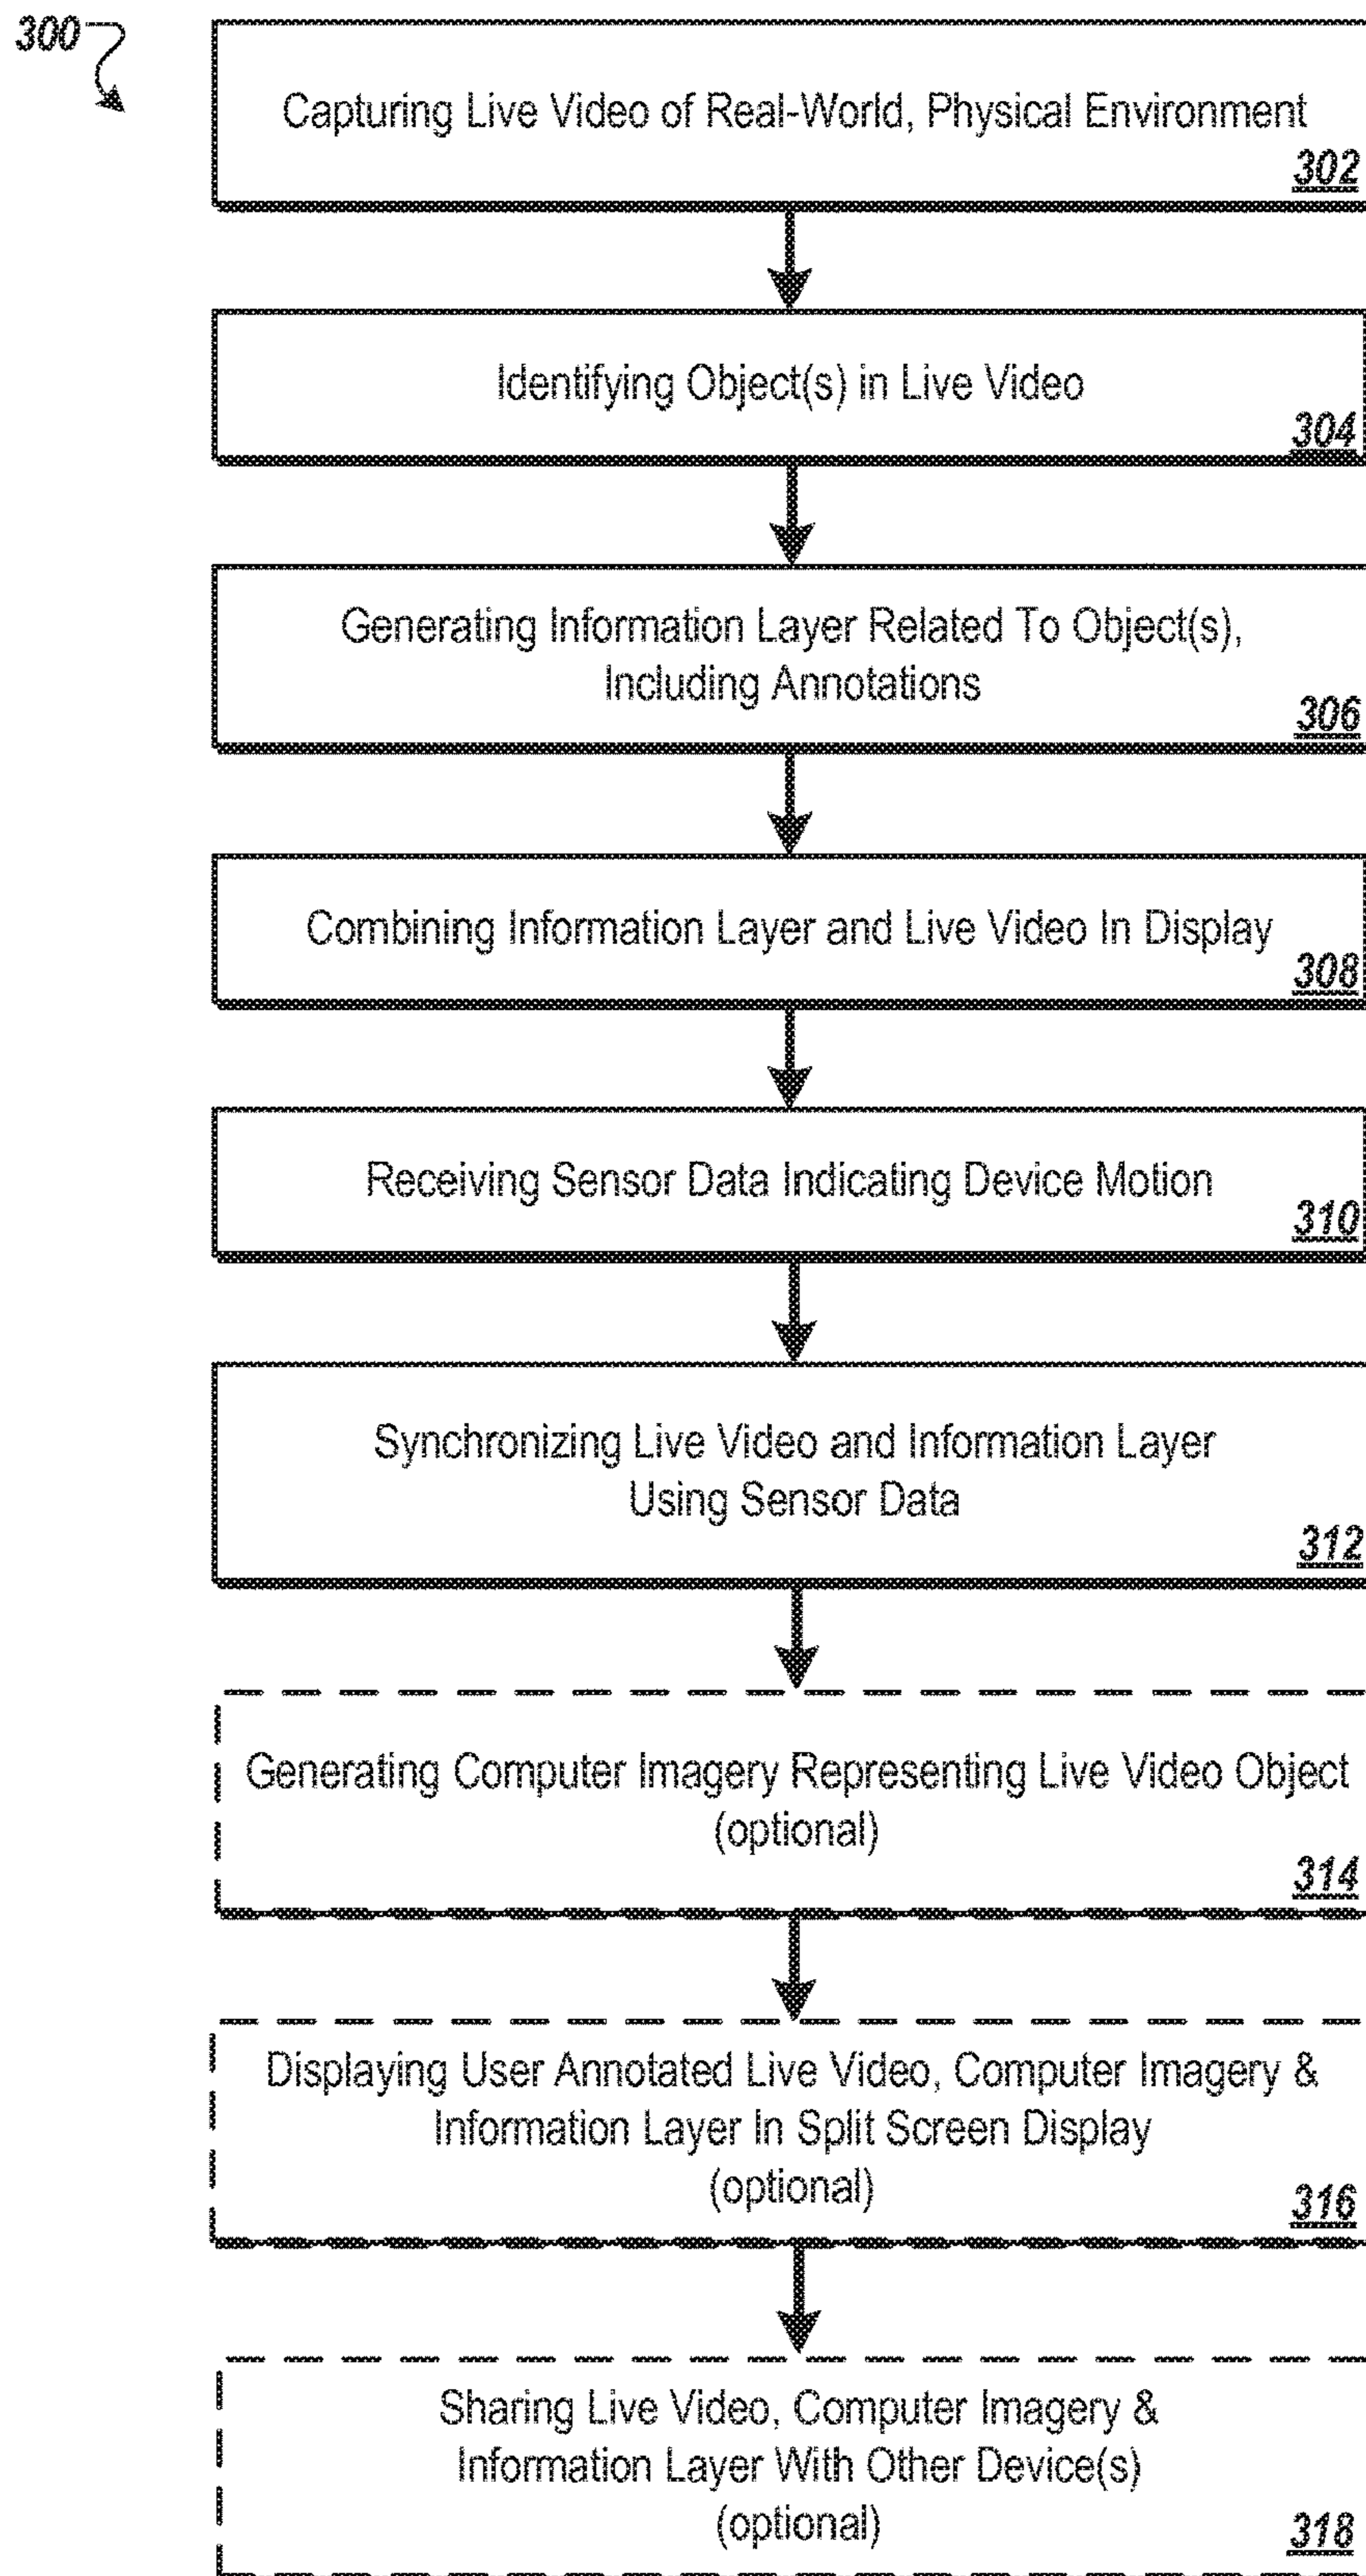 300
Capturing Live Video of Real-World, Physical Environment
302
Identifying Object(s) in Live Video
304
Generating Information Layer Related To Object(s),
Including Annotations
306
Combining Information Layer and Live Video In Display
308
Receiving Sensor Data Indicating Device Motion
310
Synchronizing Live Video and Information Layer
Using Sensor Data
312
Generating Computer Imagery Representing Live Video Object
(optional)
314
Displaying User Annotated Live Video, Computer Imagery &
Information Layer In Split Screen Display
(optional)
316
Sharing Live Video, Computer Imagery &
Information Layer With Other Device(s)
(optional)
318